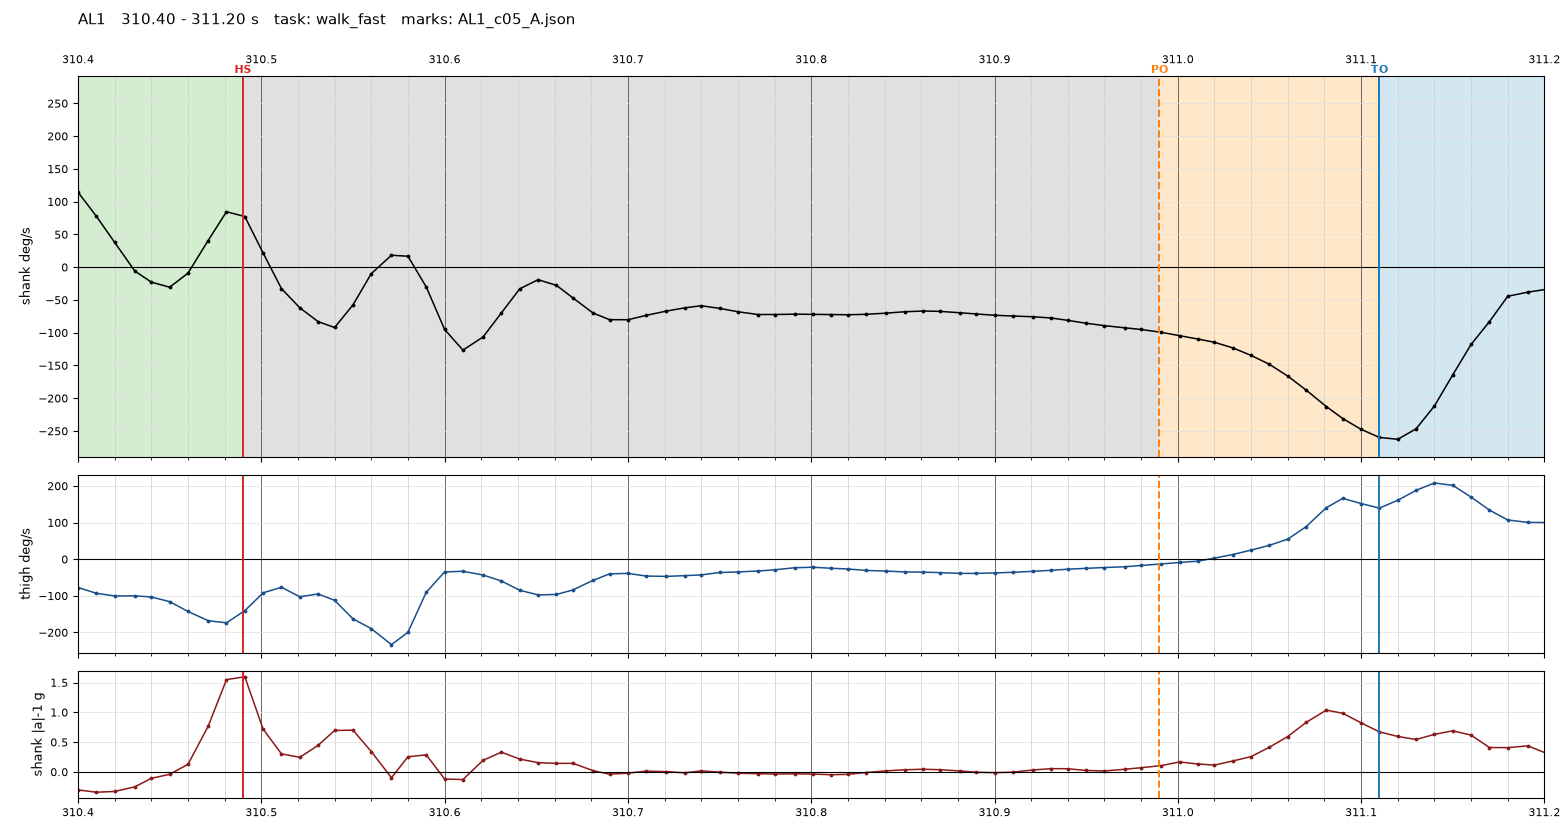 AL1   310.40 - 311.20 s   task: walk_fast   marks: AL1_c05_A.json
310.4 310.5 310.6 310.7 310.8 310.9 311.0 311.1 311.2
HS PO TO
250
200
150
100
50
0
−50
−100
−150
−200
−250
shank deg/s
200
100
0
−100
−200
thigh deg/s
1.5
1.0
0.5
0.0
shank |a|-1 g
310.4 310.5 310.6 310.7 310.8 310.9 311.0 311.1 311.2